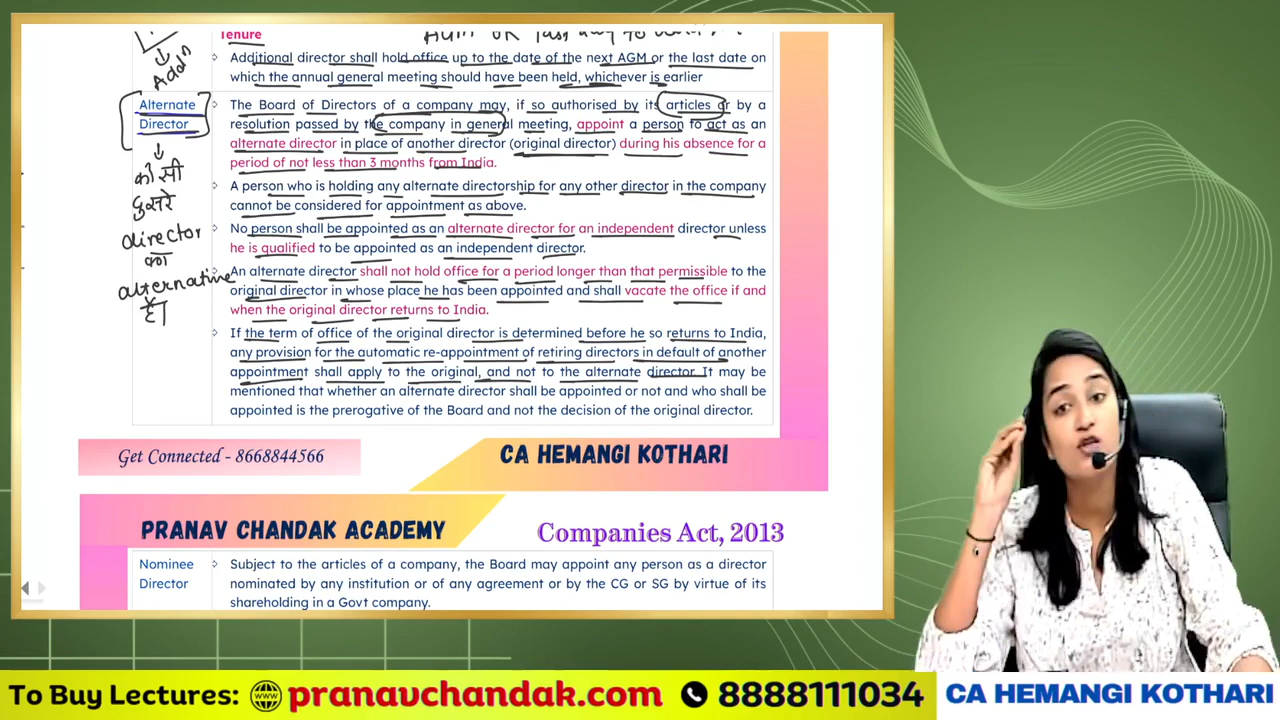 Tenure
Additional director shall hold office up to the date of the next AGM or the last date on
which the annual general meeting should have been held, whichever is earlier
Addn
Alternate
Director
The Board of Directors of a company may, if so authorised by its articles or by a
resolution passed by the company in general meeting, appoint a person to act as an
alternate director in place of another director (original director) during his absence for a
period of not less than 3 months from India.
A person who is holding any alternate directorship for any other director in the company
cannot be considered for appointment as above.
No person shall be appointed as an alternate director for an independent director unless
he is qualified to be appointed as an independent director.
An alternate director shall not hold office for a period longer than that permissible to the
original director in whose place he has been appointed and shall vacate the office if and
when the original director returns to India.
If the term of office of the original director is determined before he so returns to India,
any provision for the automatic re-appointment of retiring directors in default of another
appointment shall apply to the original, and not to the alternate director. It may be
mentioned that whether an alternate director shall be appointed or not and who shall be
appointed is the prerogative of the Board and not the decision of the original director.
कोसी
दुसरे
director
का
alternative
है।
Get Connected - 8668844566
CA HEMANGI KOTHARI
PRANAV CHANDAK ACADEMY
Companies Act, 2013
Nominee
Director
Subject to the articles of a company, the Board may appoint any person as a director
nominated by any institution or of any agreement or by the CG or SG by virtue of its
shareholding in a Govt company.
To Buy Lectures: pranavchandak.com 8888111034 CA HEMANGI KOTHARI